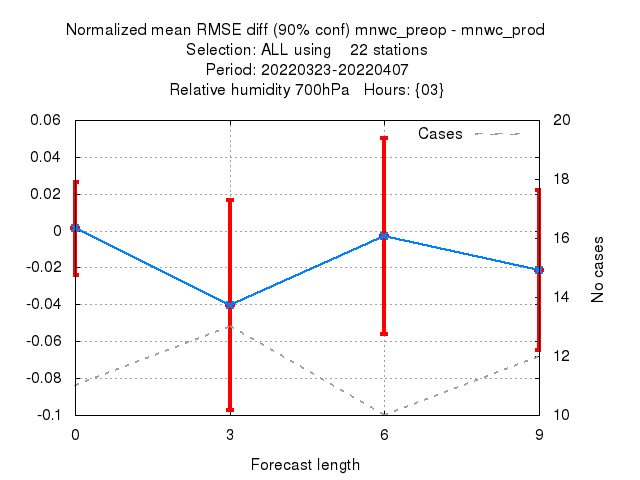 Normalized mean RMSE diff (90% conf) mnwc_preop - mnwc_prod
Selection: ALL using    22 stations
Period: 20220323-20220407
Relative humidity 700hPa   Hours: {03}
Cases
0.06
0.04
0.02
0
-0.02
-0.04
-0.06
-0.08
-0.1
20
18
16
14
12
10
No cases
0 3 6 9
Forecast length